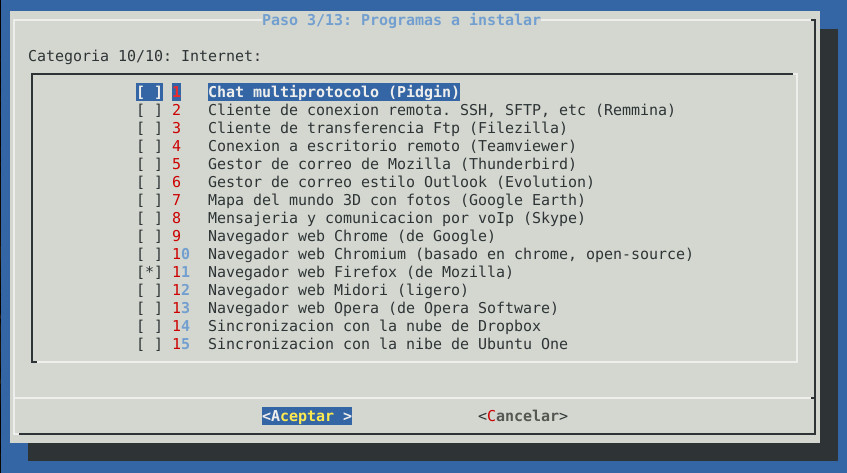 Paso 3/13: Programas a instalar
Categoria 10/10: Internet:
[ ] 1 Chat multiprotocolo (Pidgin)
[ ] 2 Cliente de conexion remota. SSH, SFTP, etc (Remmina)
[ ] 3 Cliente de transferencia Ftp (Filezilla)
[ ] 4 Conexion a escritorio remoto (Teamviewer)
[ ] 5 Gestor de correo de Mozilla (Thunderbird)
[ ] 6 Gestor de correo estilo Outlook (Evolution)
[ ] 7 Mapa del mundo 3D con fotos (Google Earth)
[ ] 8 Mensajeria y comunicacion por voIp (Skype)
[ ] 9 Navegador web Chrome (de Google)
[ ] 10 Navegador web Chromium (basado en chrome, open-source)
[*] 11 Navegador web Firefox (de Mozilla)
[ ] 12 Navegador web Midori (ligero)
[ ] 13 Navegador web Opera (de Opera Software)
[ ] 14 Sincronizacion con la nube de Dropbox
[ ] 15 Sincronizacion con la nibe de Ubuntu One
<Aceptar > <Cancelar>